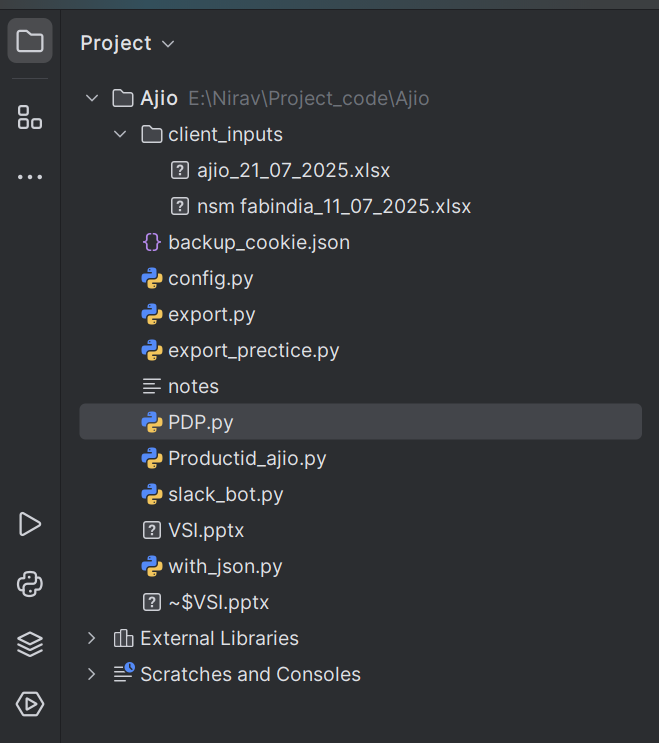 Project
Ajio E:\Nirav\Project_code\Ajio
client_inputs
ajio_21_07_2025.xlsx
nsm fabindia_11_07_2025.xlsx
backup_cookie.json
config.py
export.py
export_prectice.py
notes
PDP.py
Productid_ajio.py
slack_bot.py
VSI.pptx
with_json.py
~$VSI.pptx
External Libraries
Scratches and Consoles